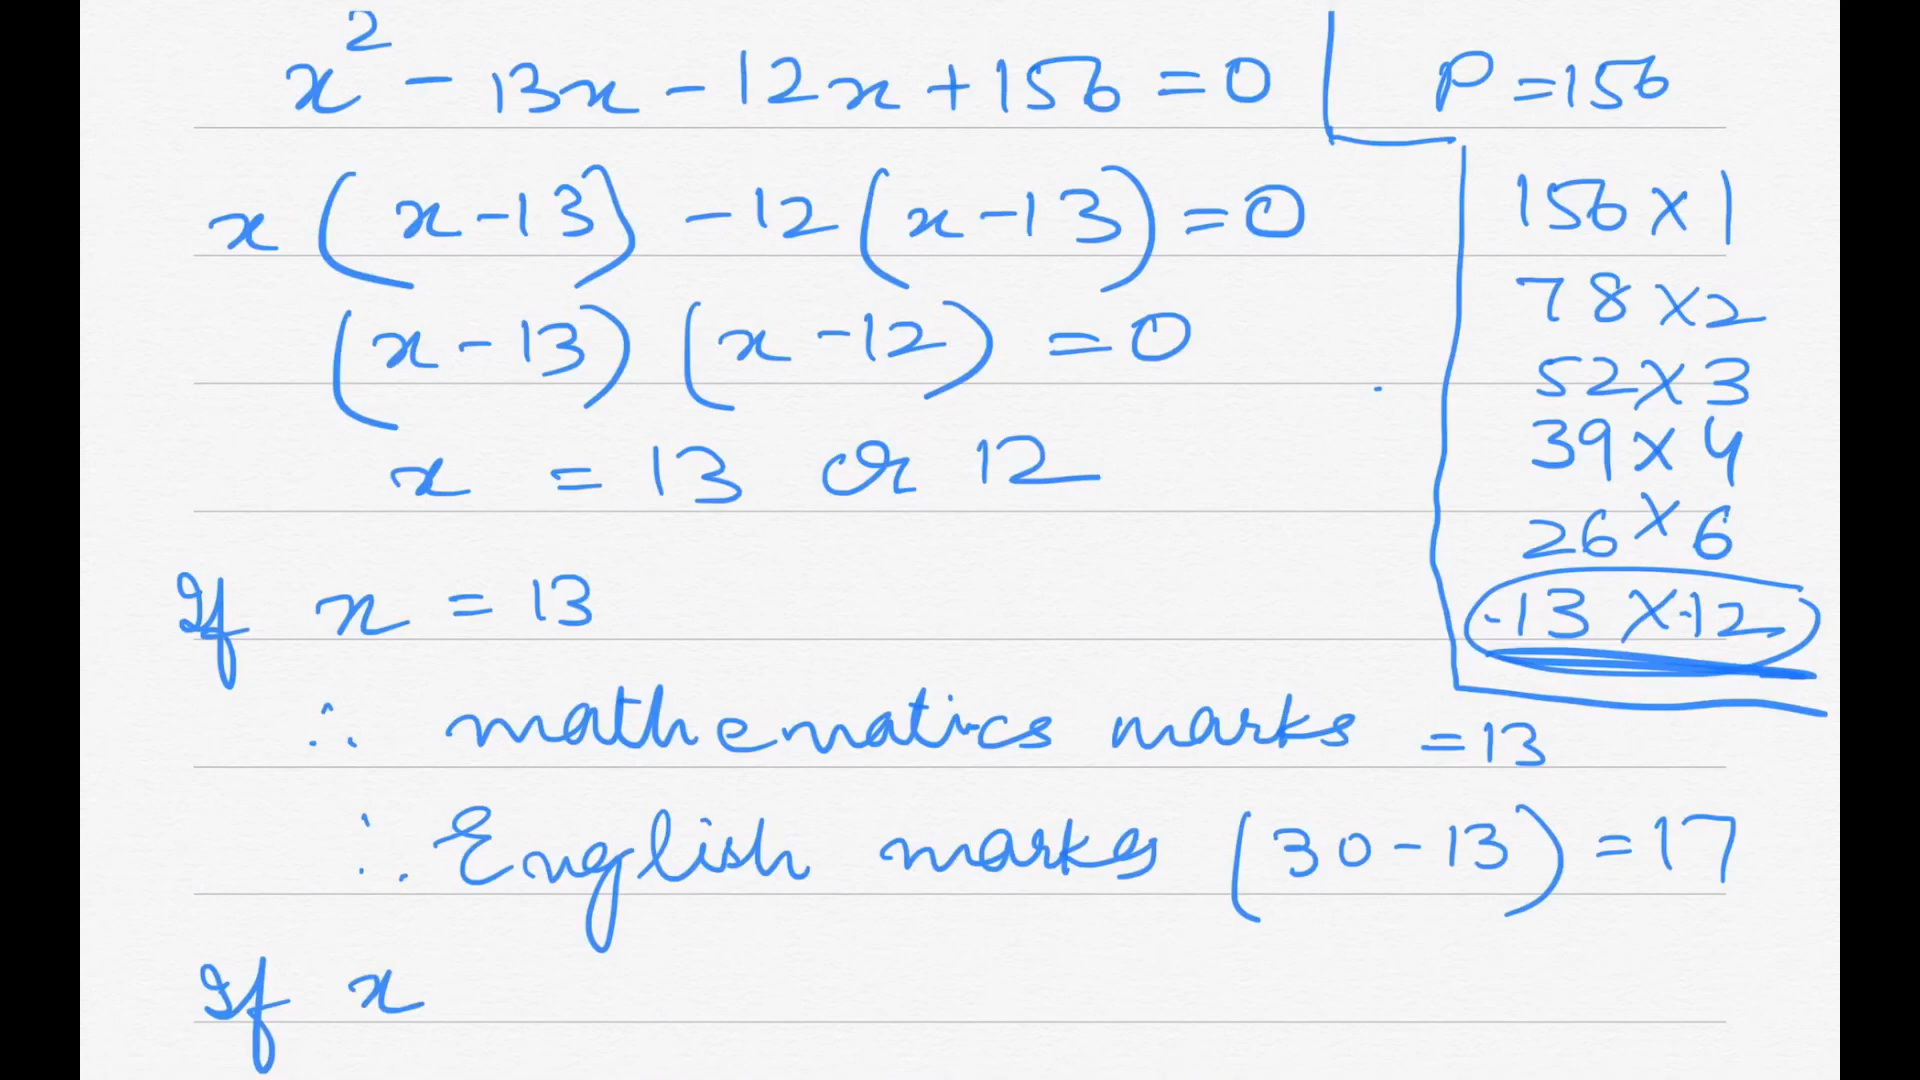 x² - 13x - 12x + 156 = 0
x (x - 13) - 12 (x - 13) = 0
(x - 13) (x - 12) = 0
x = 13 or 12
If x = 13
∴ mathematics marks = 13
∴ English marks (30 - 13) = 17
If x
P = 156
156 × 1
78 × 2
52 × 3
39 × 4
26 × 6
-13 × -12